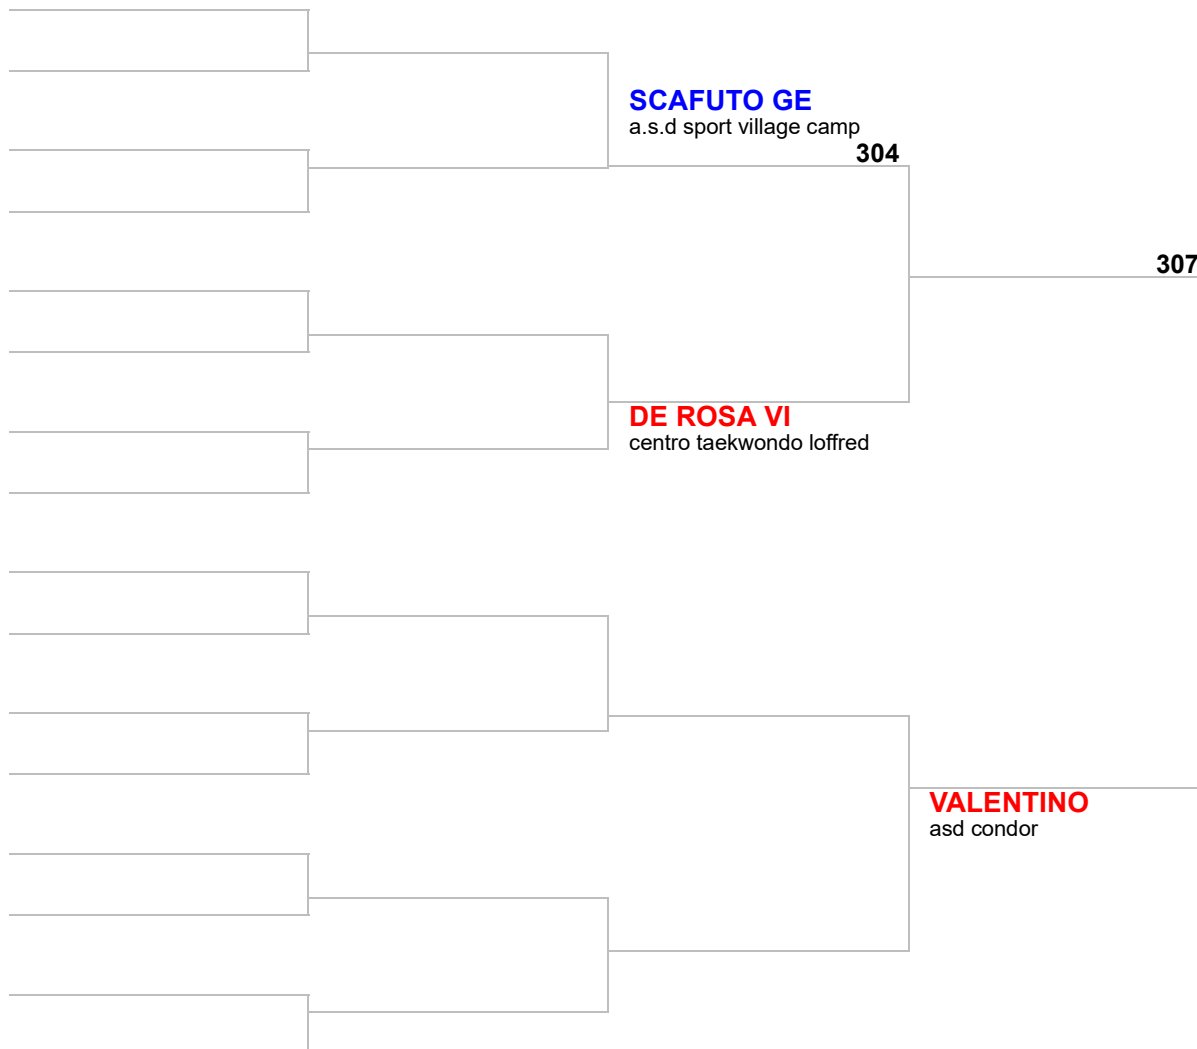 SCAFUTO GE
a.s.d sport village camp
304
307
DE ROSA VI
centro taekwondo loffred
VALENTINO
asd condor